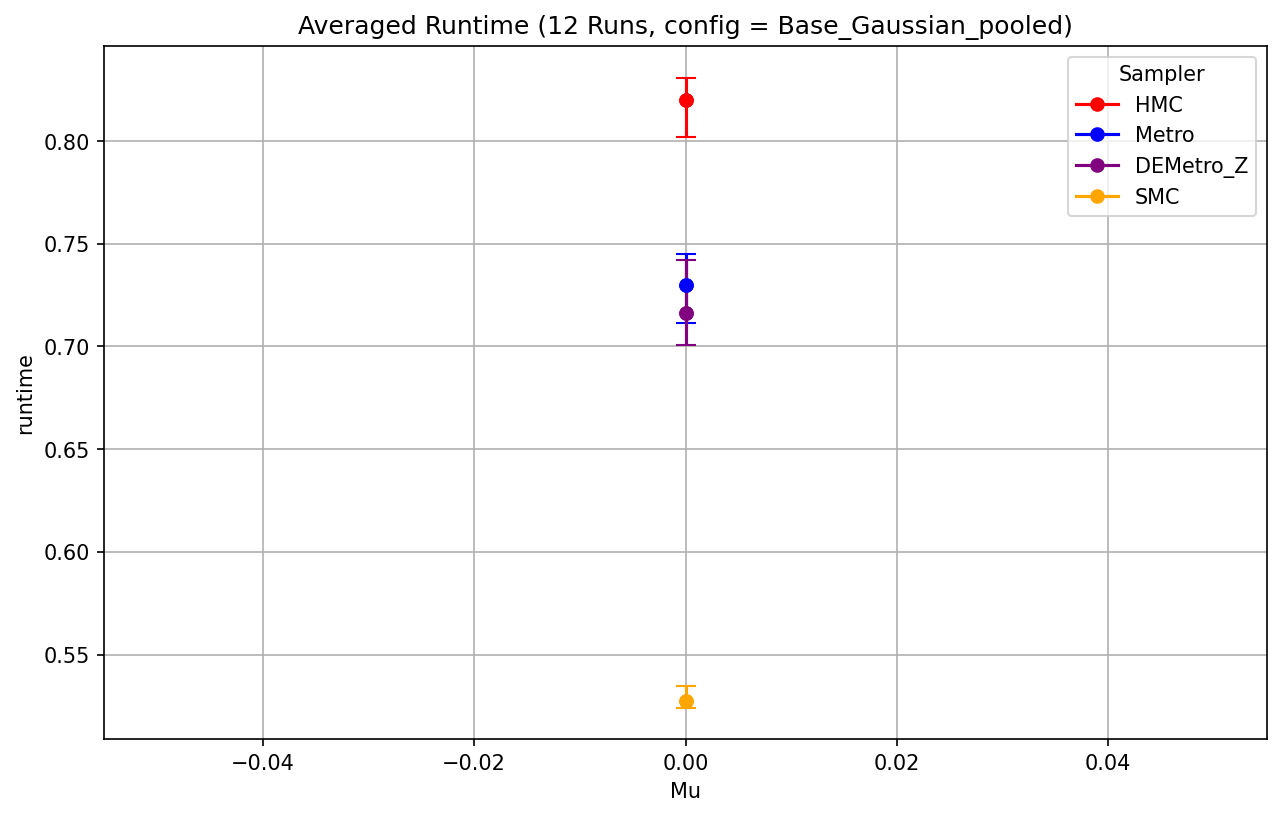 Averaged Runtime (12 Runs, config = Base_Gaussian_pooled)
Sampler
HMC
Metro
DEMetro_Z
SMC
runtime
0.80
0.75
0.70
0.65
0.60
0.55
−0.04
−0.02
0.00
0.02
0.04
Mu